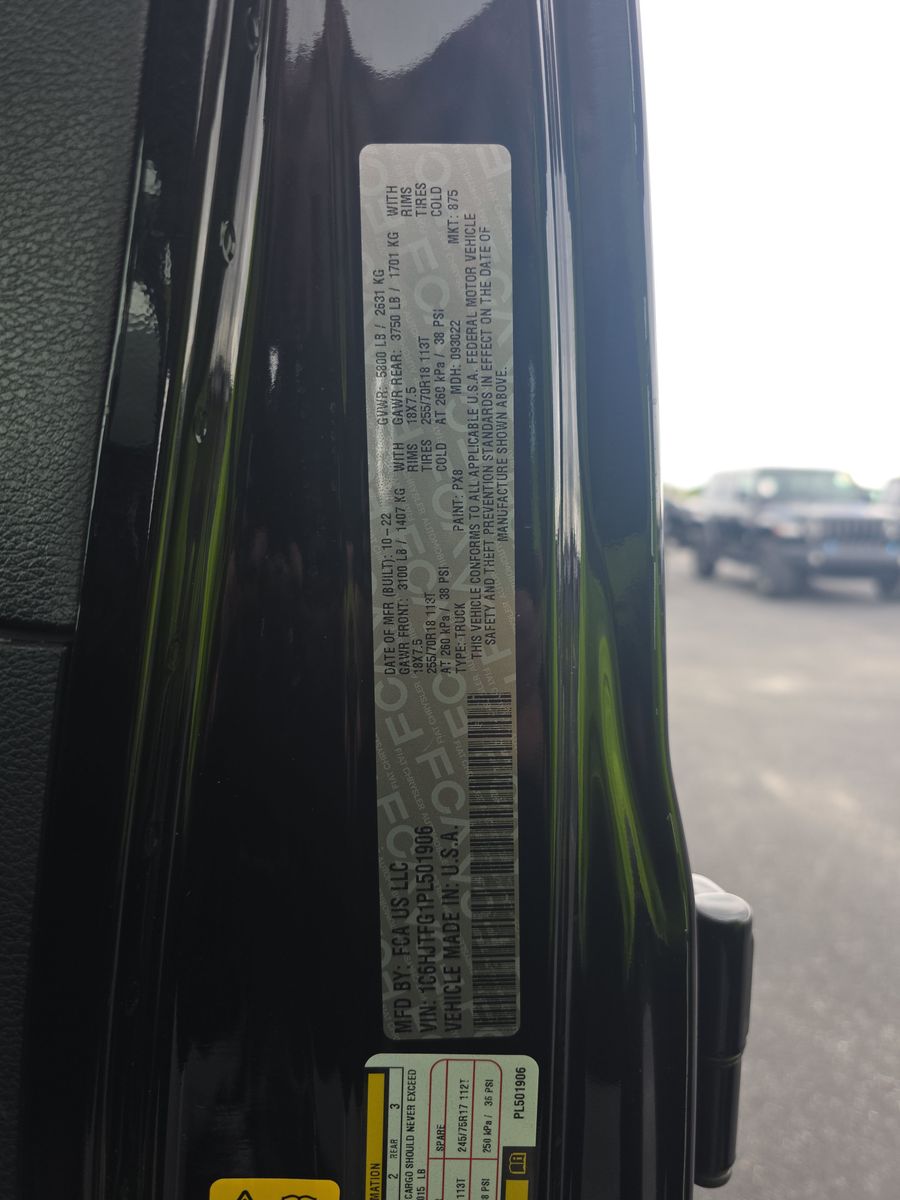 MFD BY: FCA US LLC
VIN: 1C6HJTFG1PL501906
VEHICLE MADE IN: U.S.A.
DATE OF MFR (BUILT): 10-22 GVWR: 5800 LB / 2631 KG
GAWR FRONT: 3100 LB / 1407 KG WITH GAWR REAR: 3750 LB / 1701 KG WITH
18X7.5 RIMS 18X7.5 RIMS
255/70R18 113T TIRES 255/70R18 113T TIRES
AT 260 kPa / 38 PSI COLD AT 260 kPa / 38 PSI COLD
TYPE: TRUCK PAINT: PX8 MDH: 093022 MKT: 875
THIS VEHICLE CONFORMS TO ALL APPLICABLE U.S.A. FEDERAL MOTOR VEHICLE
SAFETY AND THEFT PREVENTION STANDARDS IN EFFECT ON THE DATE OF
MANUFACTURE SHOWN ABOVE.
2 REAR 3
CARGO SHOULD NEVER EXCEED
LB
SPARE
113T 245/75R17 112T
PSI 250 kPa / 36 PSI
PL501906